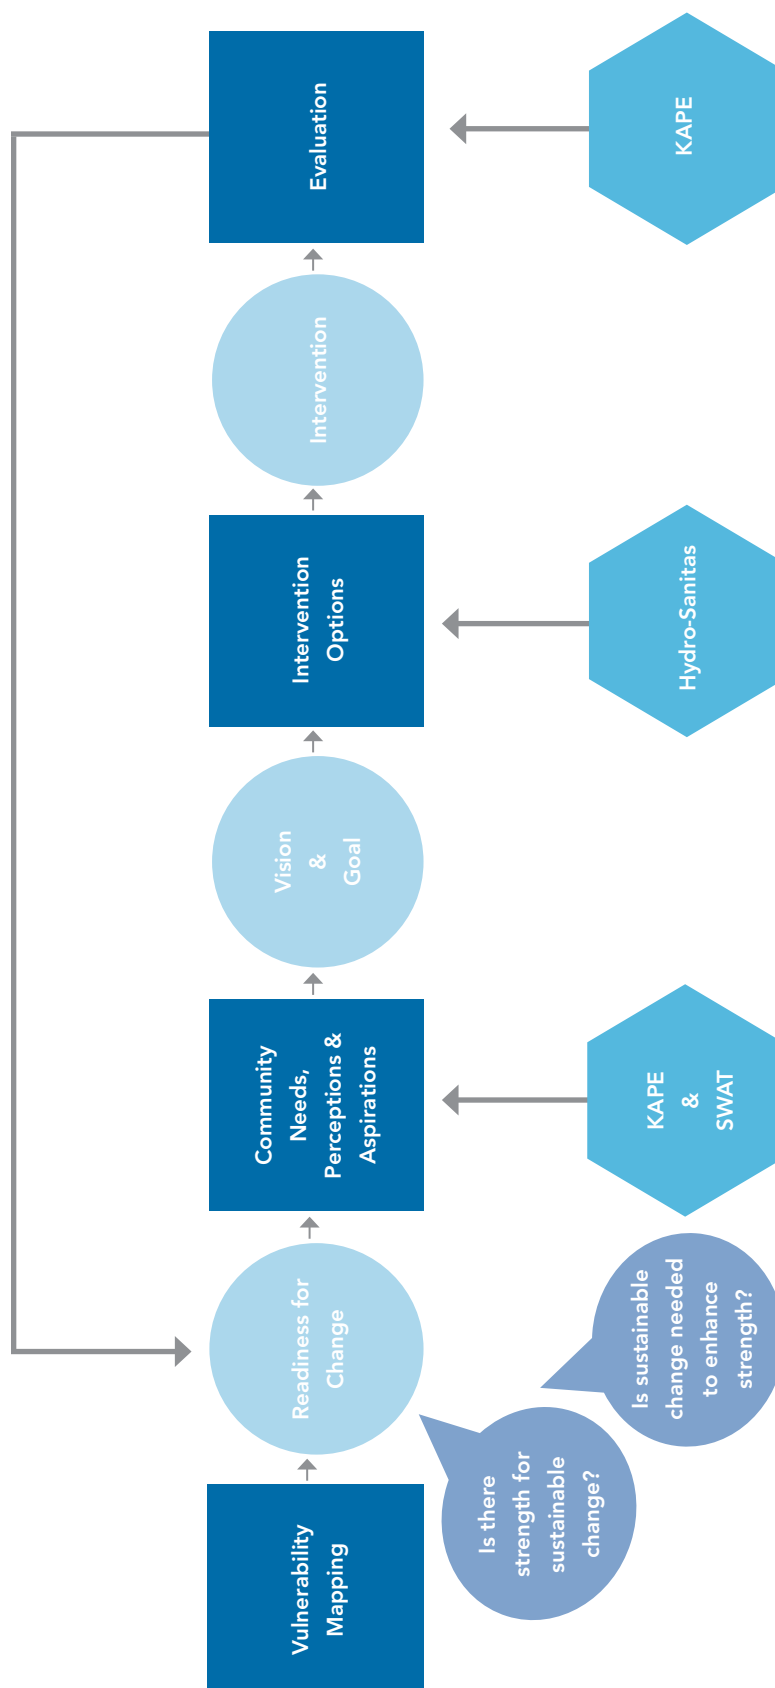 Vulnerability
Mapping
Readiness for
Change
Community
Needs,
Perceptions &
Aspirations
Vision
&
Goal
Intervention
Options
Intervention
Evaluation
Is there
strength for
sustainable
change?
Is sustainable
change needed
to enhance
strength?
KAPE
&
SWAT
Hydro-Sanitas
KAPE